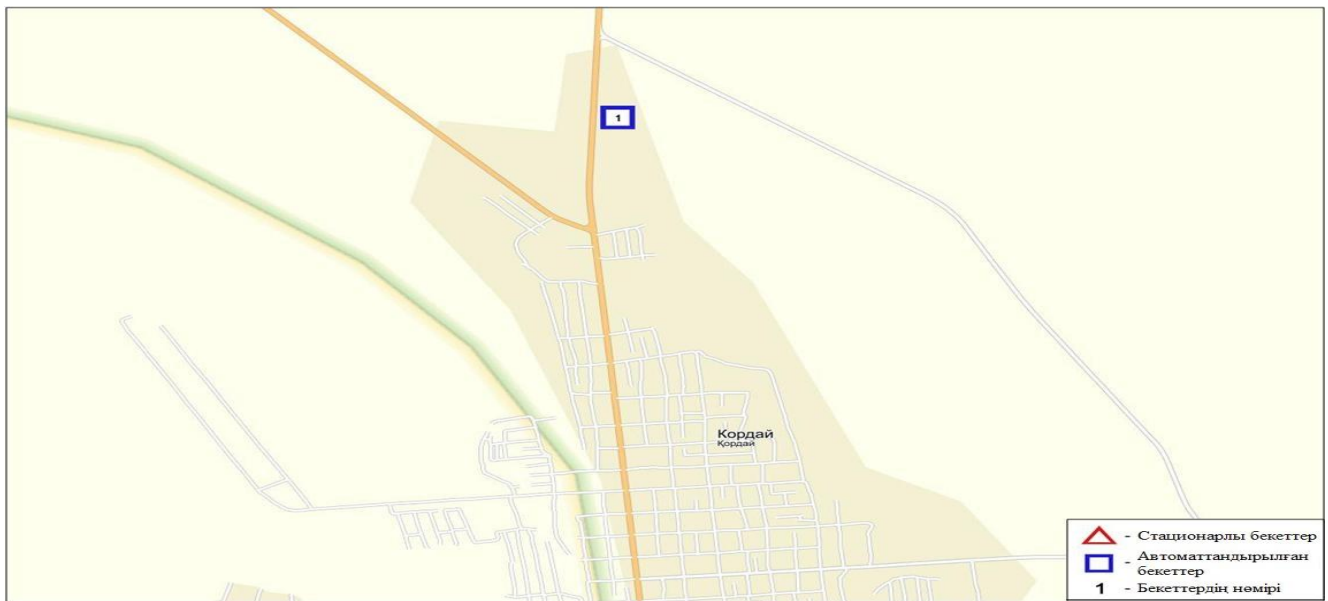 1
Кордай
Қордай
- Стационарлы бекеттер
- Автоматтандырылған
бекеттер
1 - Бекеттердің нөмірі